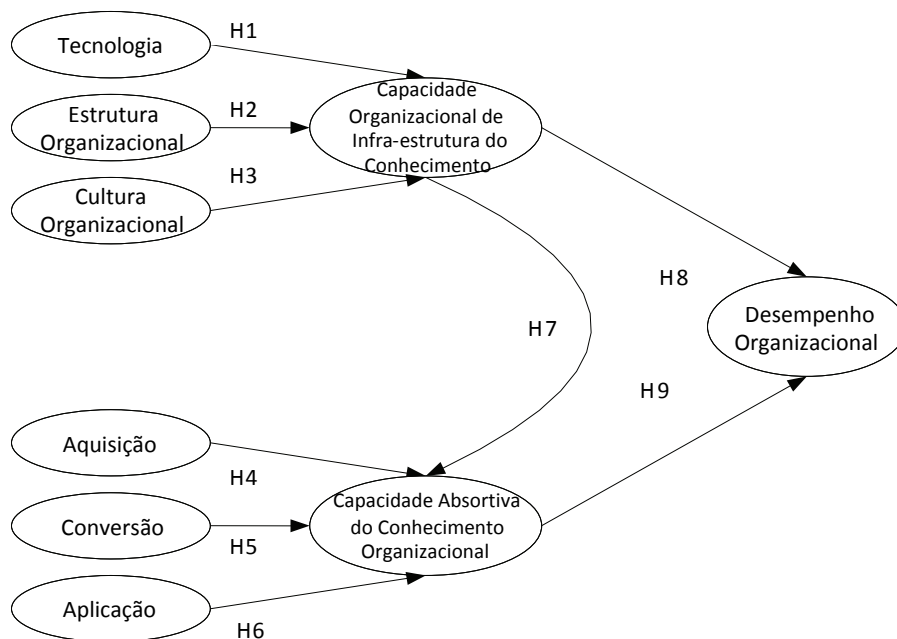 Tecnologia
H1
Capacidade
Organizacional de
Infra-estrutura do
Conhecimento
Estrutura
Organizacional
H2
H3
Cultura
Organizacional
H8
H7
Desempenho
Organizacional
H9
Aquisição
H4
Capacidade Absortiva
do Conhecimento
Organizacional
Conversão
H5
Aplicação
H6